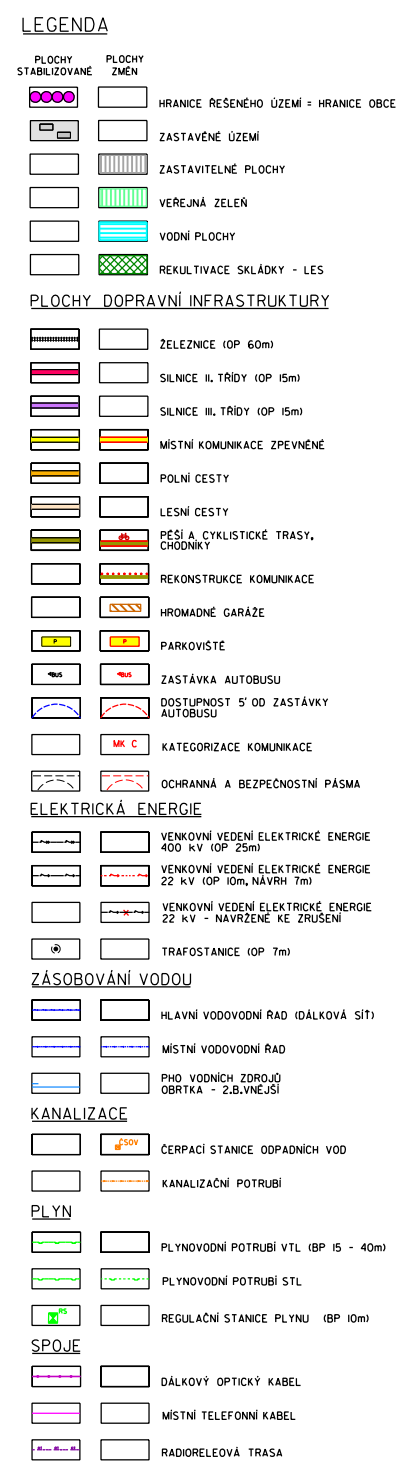 LEGENDA
PLOCHY STABILIZOVANÉ
PLOCHY ZMĚN
HRANICE ŘEŠENÉHO ÚZEMÍ = HRANICE OBCE
ZASTAVĚNÉ ÚZEMÍ
ZASTAVITELNÉ PLOCHY
VEŘEJNÁ ZELEŇ
VODNÍ PLOCHY
REKULTIVACE SKLÁDKY - LES
PLOCHY DOPRAVNÍ INFRASTRUKTURY
ŽELEZNICE (OP 60m)
SILNICE II. TŘÍDY (OP 15m)
SILNICE III. TŘÍDY (OP 15m)
MÍSTNÍ KOMUNIKACE ZPEVNĚNÉ
POLNÍ CESTY
LESNÍ CESTY
PĚŠÍ A CYKLISTICKÉ TRASY,
CHODNÍKY
REKONSTRUKCE KOMUNIKACE
HROMADNÉ GARÁŽE
P P PARKOVIŠTĚ
BUS BUS ZASTÁVKA AUTOBUSU
DOSTUPNOST 5' OD ZASTÁVKY
AUTOBUSU
MK C KATEGORIZACE KOMUNIKACE
OCHRANNÁ A BEZPEČNOSTNÍ PÁSMA
ELEKTRICKÁ ENERGIE
VENKOVNÍ VEDENÍ ELEKTRICKÉ ENERGIE
400 kV (OP 25m)
VENKOVNÍ VEDENÍ ELEKTRICKÉ ENERGIE
22 kV (OP 10m, NÁVRH 7m)
VENKOVNÍ VEDENÍ ELEKTRICKÉ ENERGIE
22 kV - NAVRŽENÉ KE ZRUŠENÍ
TRAFOSTANICE (OP 7m)
ZÁSOBOVÁNÍ VODOU
HLAVNÍ VODOVODNÍ ŘAD (DÁLKOVÁ SÍŤ)
MÍSTNÍ VODOVODNÍ ŘAD
PHO VODNÍCH ZDROJŮ
OBRTKA - 2.B.VNĚJŠÍ
KANALIZACE
ČSOV ČERPACÍ STANICE ODPADNÍCH VOD
KANALIZAČNÍ POTRUBÍ
PLYN
PLYNOVODNÍ POTRUBÍ VTL (BP 15 - 40m)
PLYNOVODNÍ POTRUBÍ STL
RS REGULAČNÍ STANICE PLYNU (BP 10m)
SPOJE
DÁLKOVÝ OPTICKÝ KABEL
MÍSTNÍ TELEFONNÍ KABEL
RADIORELEOVÁ TRASA